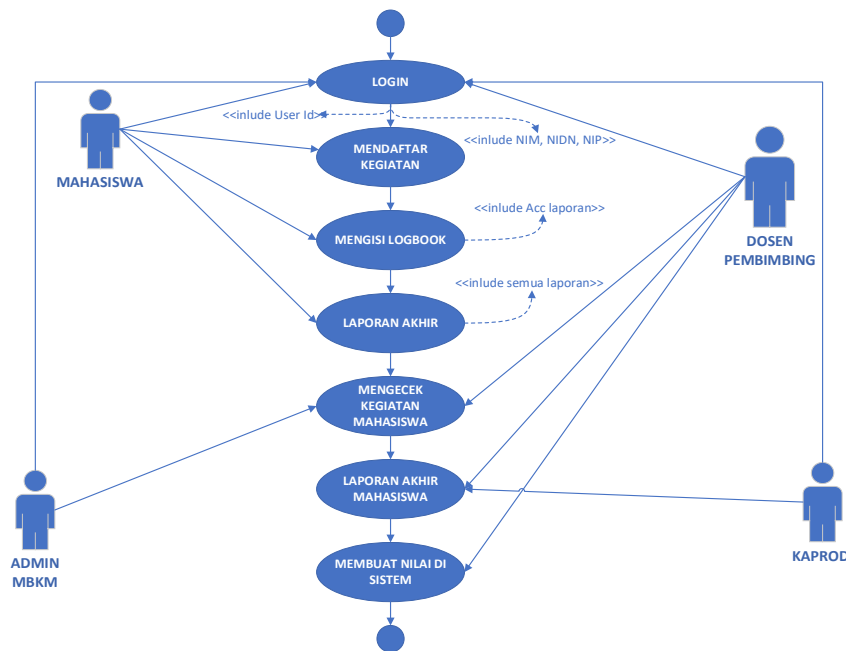 LOGIN
<<inlude User Id>
<<inlude NIM, NIDN, NIP>>
MENDAFTAR
KEGIATAN
MAHASISWA
<<inlude Acc laporan>>
MENGISI LOGBOOK
DOSEN
PEMBIMBING
<<inlude semua laporan>>
LAPORAN AKHIR
MENGECEK
KEGIATAN
MAHASISWA
LAPORAN AKHIR
MAHASISWA
ADMIN
MBKM
KAPROD
MEMBUAT NILAI DI
SISTEM